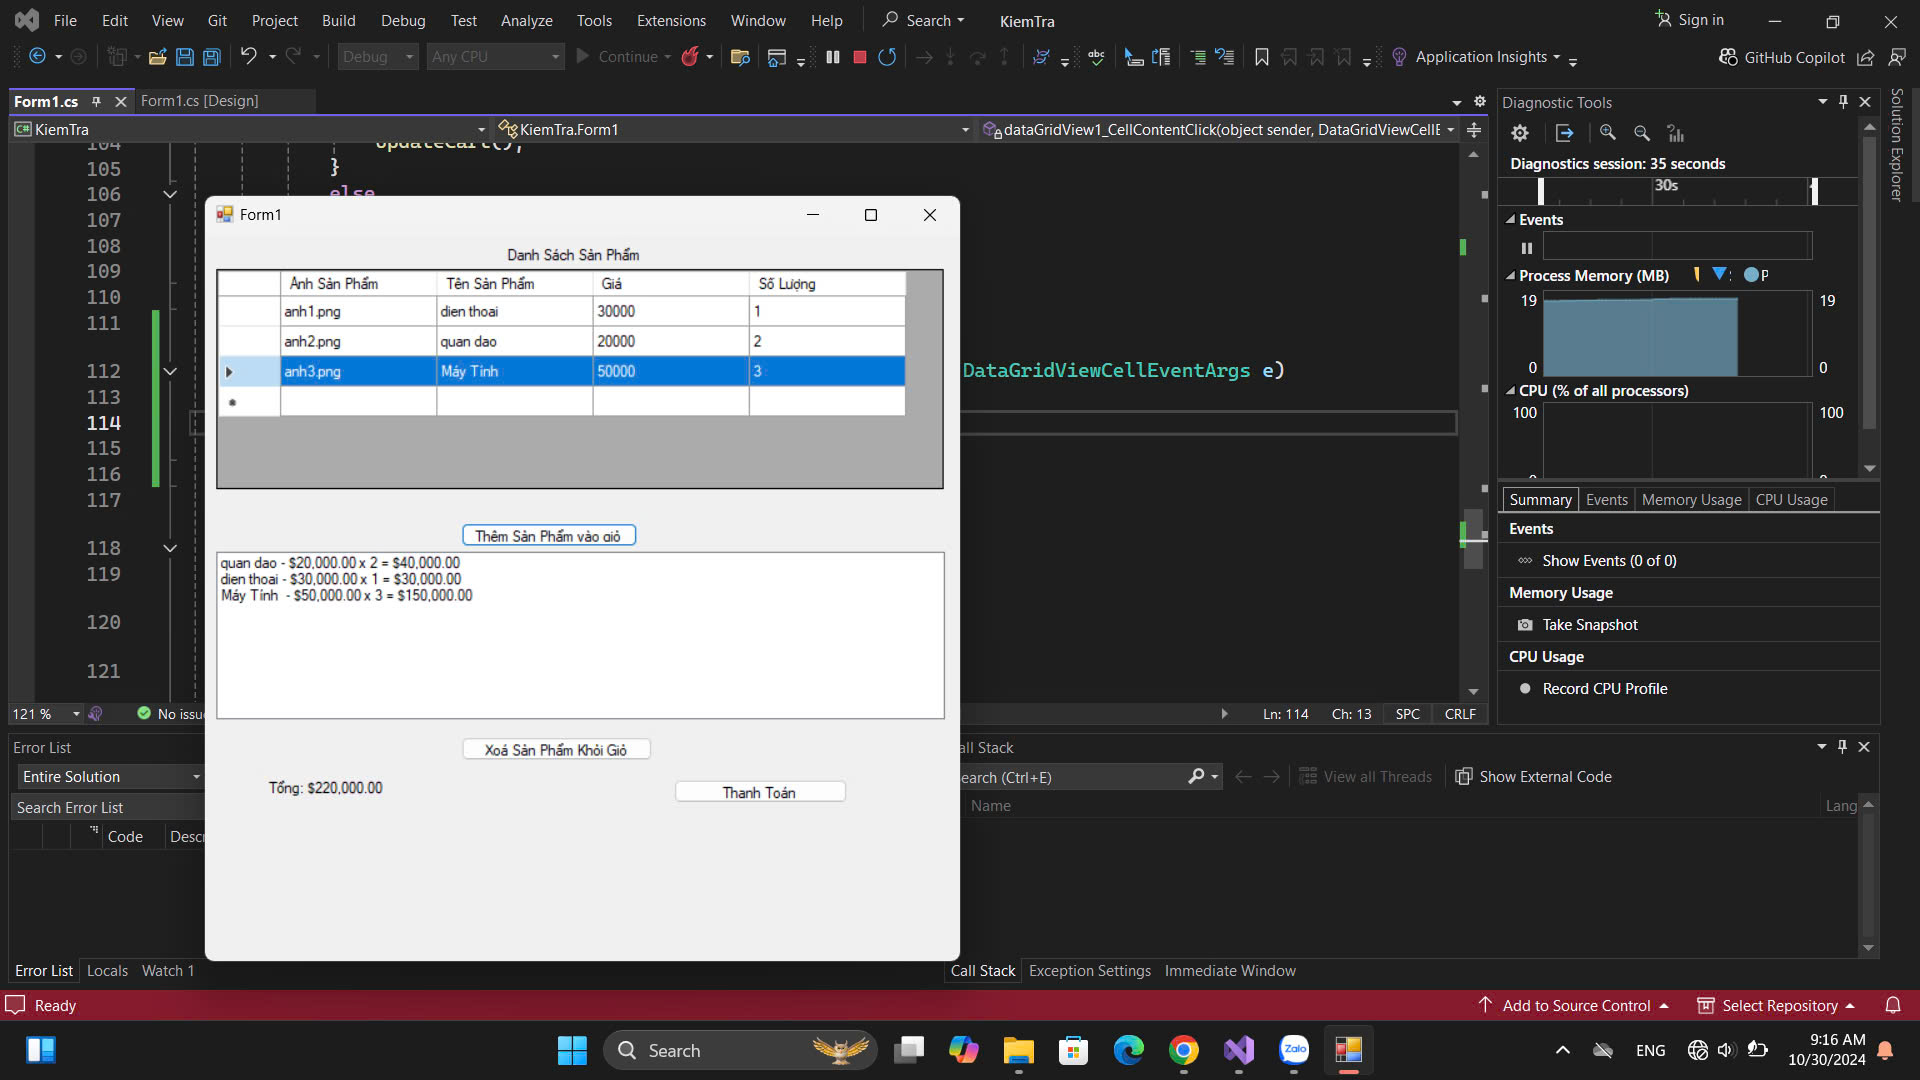 File Edit View Git Project Build Debug Test Analyze Tools Extensions Window Help Search KiemTra Sign in
Debug Any CPU Continue Application Insights GitHub Copilot
Form1.cs Form1.cs [Design]
KiemTra KiemTra.Form1 dataGridView1_CellContentClick(object sender, DataGridViewCellE
104
UpdateCart();
105 }
106 else
107
108
109
110
111
112 DataGridViewCellEventArgs e)
113
114
115
116
117
118
119
120
121
Form1
Danh Sách Sản Phẩm
Ảnh Sản Phẩm Tên Sản Phẩm Giá Số Lượng
anh1.png dien thoai 30000 1
anh2.png quan dao 20000 2
anh3.png Máy Tính 50000 3
Thêm Sản Phẩm vào giỏ
quan dao - $20,000.00 x 2 = $40,000.00
dien thoai - $30,000.00 x 1 = $30,000.00
Máy Tính - $50,000.00 x 3 = $150,000.00
Xoá Sản Phẩm Khỏi Giỏ
Tổng: $220,000.00
Thanh Toán
121 % No issu Ln: 114 Ch: 13 SPC CRLF
Error List
Entire Solution
Search Error List
Code Descr
Error List Locals Watch 1
all Stack
earch (Ctrl+E) View all Threads Show External Code
Name Lang
Call Stack Exception Settings Immediate Window
Diagnostic Tools
Diagnostics session: 35 seconds
30s
Events
Process Memory (MB) P
19 19
0 0
CPU (% of all processors)
100 100
Summary Events Memory Usage CPU Usage
Events
Show Events (0 of 0)
Memory Usage
Take Snapshot
CPU Usage
Record CPU Profile
Solution Explorer
Ready Add to Source Control Select Repository
Search Zalo ENG 9:16 AM
10/30/2024